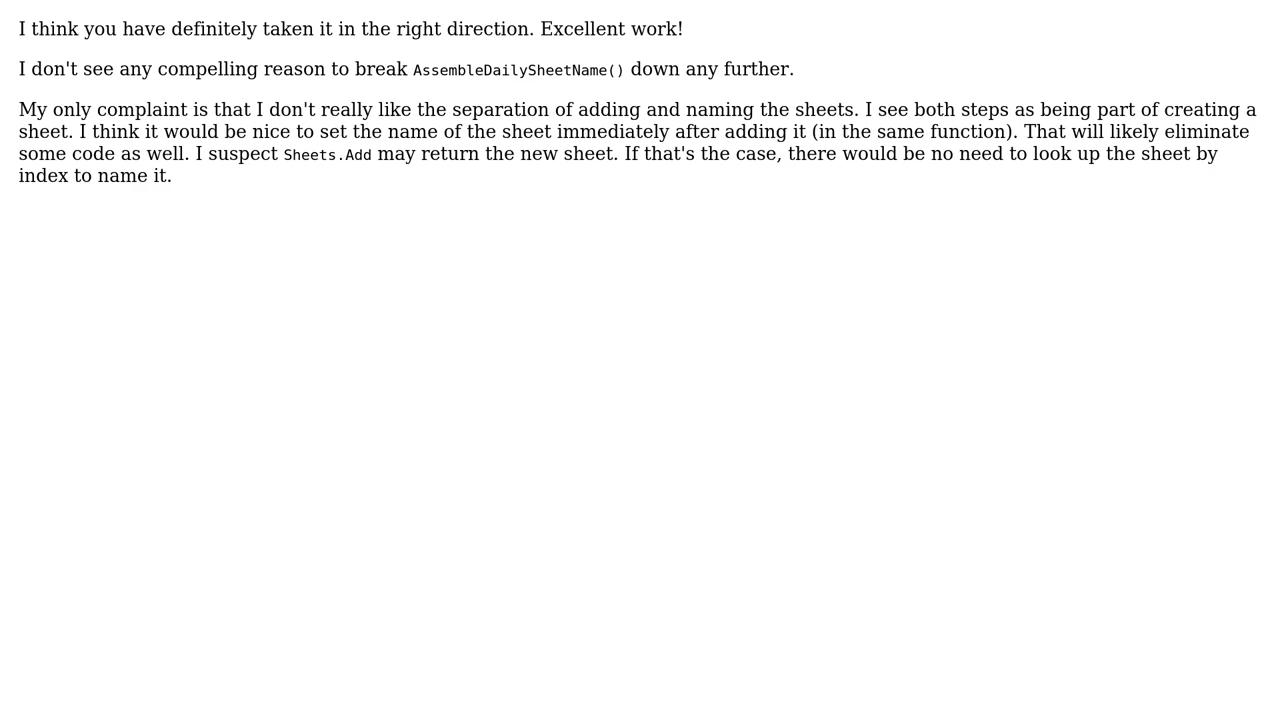 I think you have definitely taken it in the right direction. Excellent work!
I don't see any compelling reason to break AssembleDailySheetName() down any further.
My only complaint is that I don't really like the separation of adding and naming the sheets. I see both steps as being part of creating a
sheet. I think it would be nice to set the name of the sheet immediately after adding it (in the same function). That will likely eliminate
some code as well. I suspect Sheets.Add may return the new sheet. If that's the case, there would be no need to look up the sheet by
index to name it.